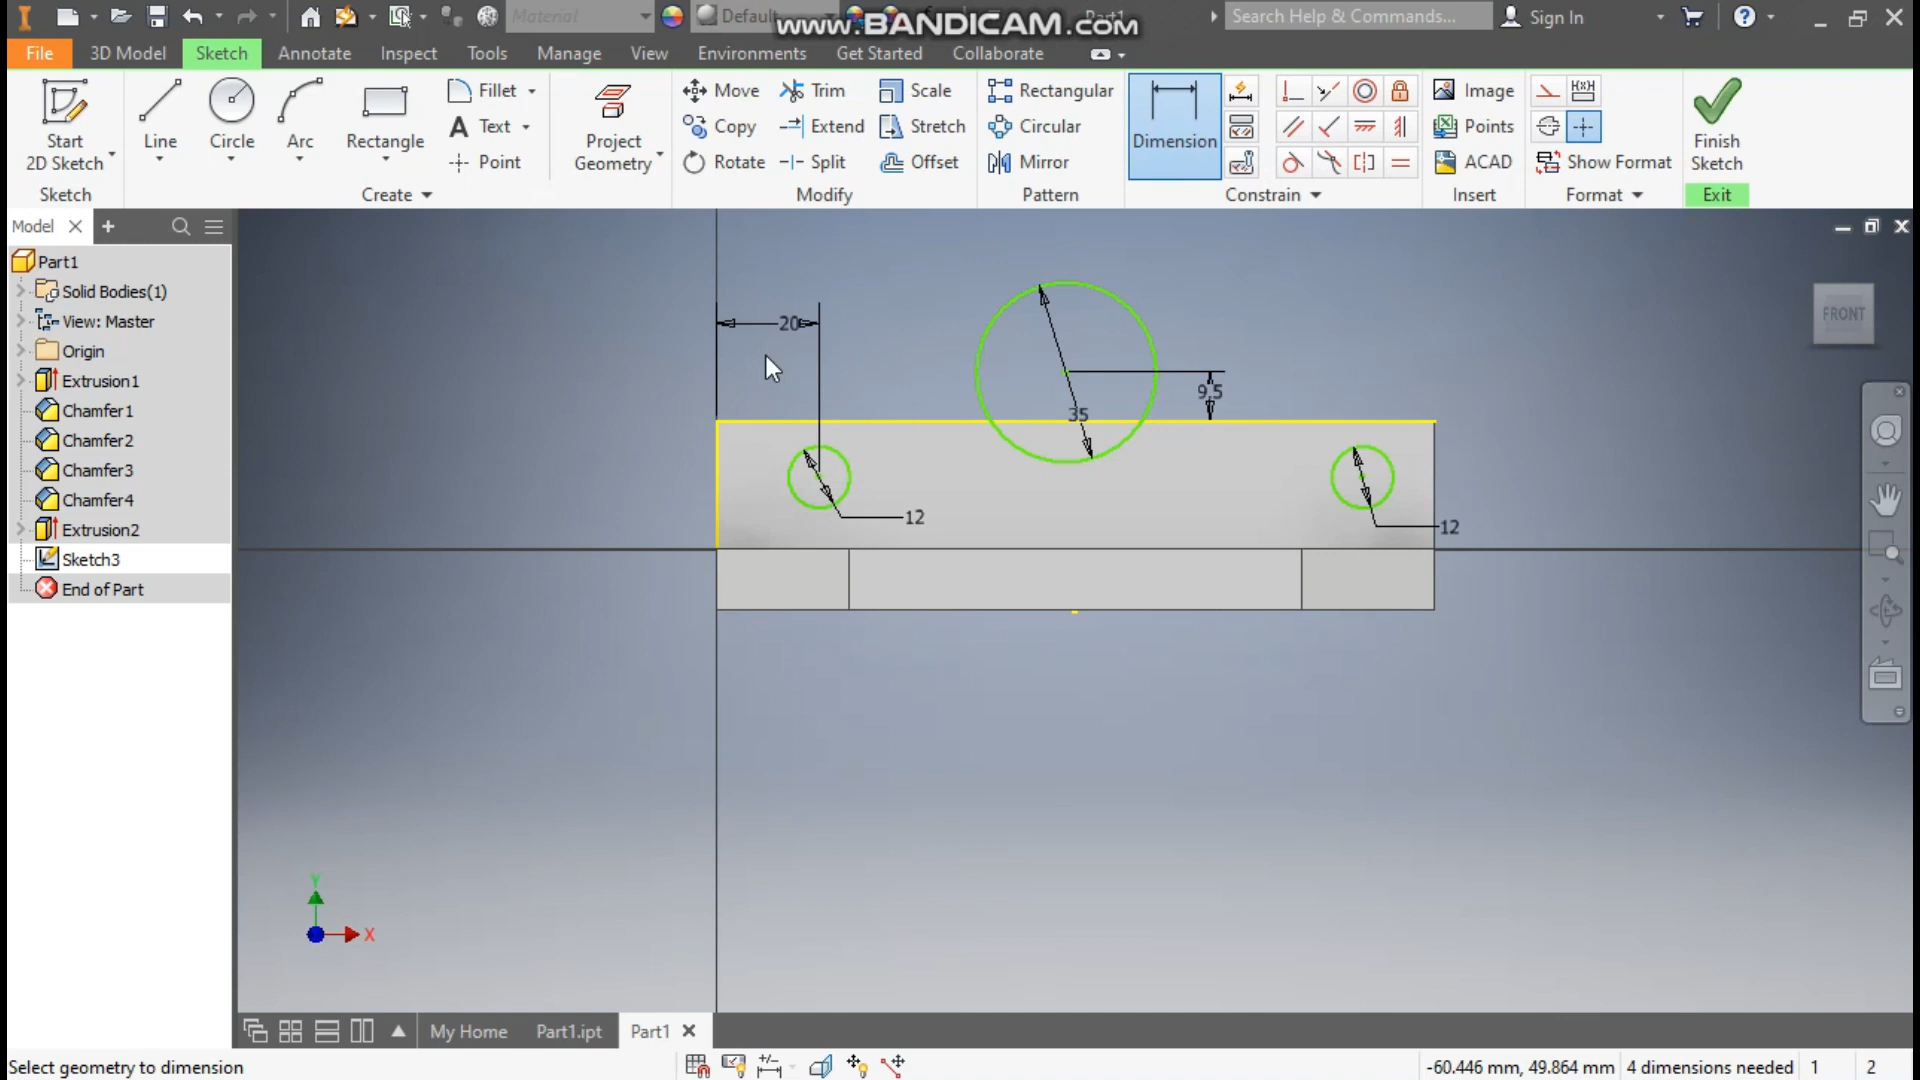 Material
Default
www.BANDICAM.com
Part1
Search Help & Commands...
Sign In
File
3D Model
Sketch
Annotate
Inspect
Tools
Manage
View
Environments
Get Started
Collaborate
Start
2D Sketch
Line
Circle
Arc
Rectangle
Fillet
Text
Point
Project
Geometry
Move
Copy
Rotate
Trim
Extend
Split
Scale
Stretch
Offset
Rectangular
Circular
Mirror
Dimension
Image
Points
ACAD
Show Format
Finish
Sketch
Sketch
Create
Modify
Pattern
Constrain
Insert
Format
Exit
Model
Part1
Solid Bodies(1)
View: Master
Origin
Extrusion1
Chamfer1
Chamfer2
Chamfer3
Chamfer4
Extrusion2
Sketch3
End of Part
FRONT
20
9,5
35
12
12
Y
X
My Home
Part1.ipt
Part1
Select geometry to dimension
-60.446 mm, 49.864 mm
4 dimensions needed
1
2